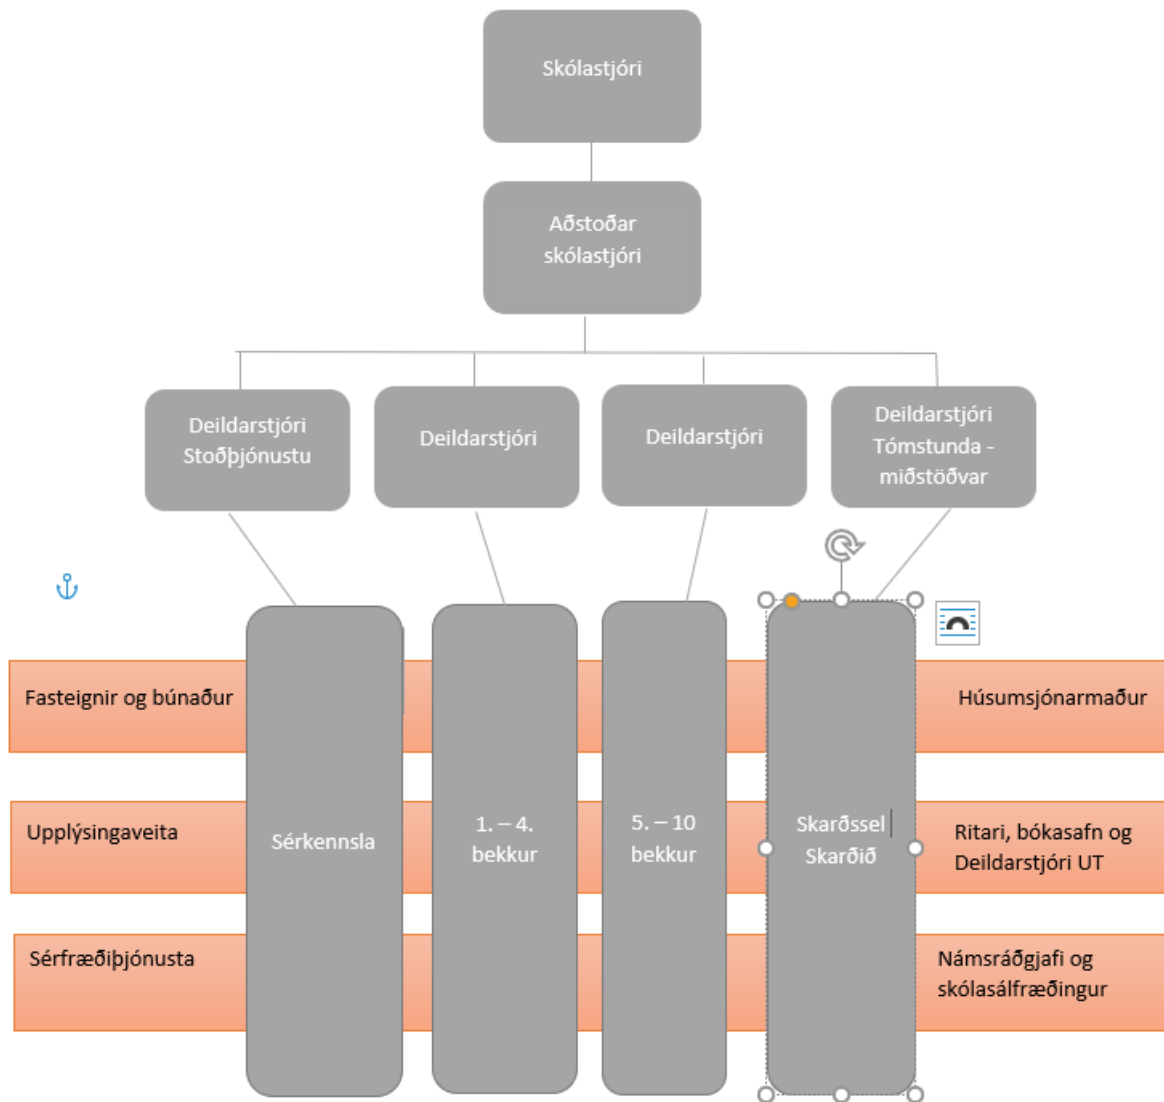 Skólastjóri
Aðstoðar
skólastjóri
Deildarstjóri
Stoðþjónustu
Deildarstjóri
Deildarstjóri
Deildarstjóri
Tómstunda -
miðstöðvar
Fasteignir og búnaður
Húsumsjónarmaður
Upplýsingaveita
Sérkennsla
1. – 4.
bekkur
5. – 10
bekkur
Skarðssel
Skarðið
Ritari, bókasafn og
Deildarstjóri UT
Sérfræðiþjónusta
Námsráðgjafi og
skólasálfræðingur